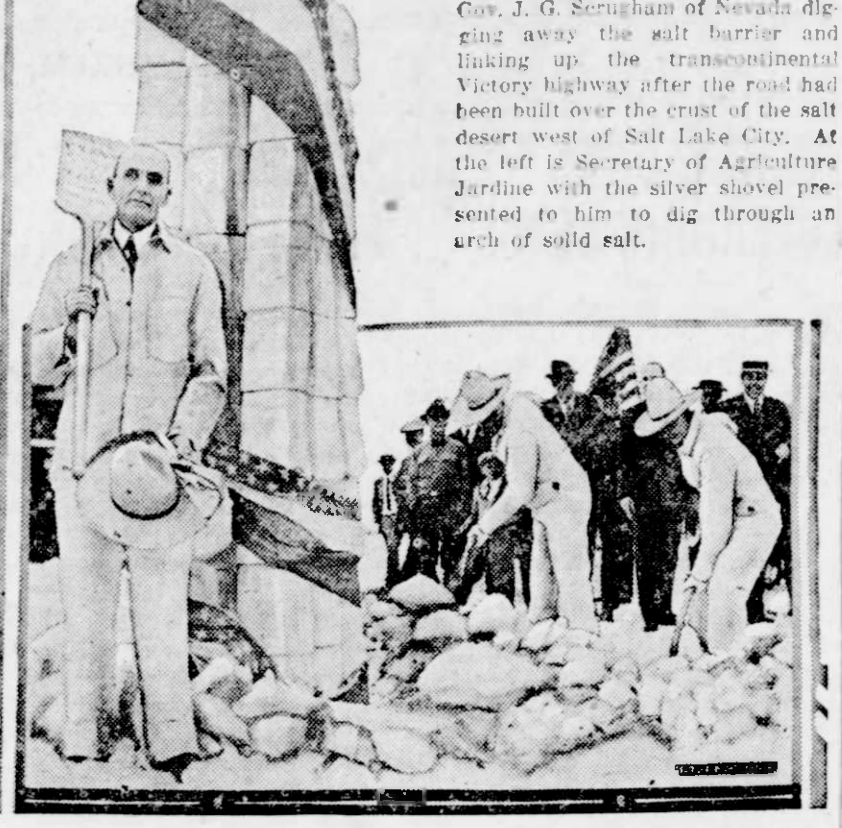 Gov. J. G. Scrugham of Nevada dig-
ging away the salt barrier and
linking up the transcontinental
Victory highway after the road had
been built over the crust of the salt
desert west of Salt Lake City. At
the left is Secretary of Agriculture
Jardine with the silver shovel pre-
sented to him to dig through an
arch of solid salt.